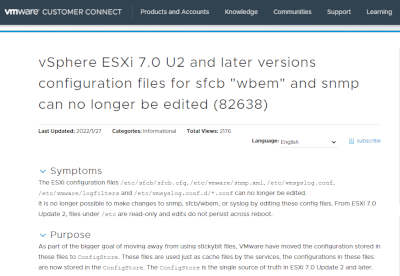 vmware CUSTOMER CONNECT Products and Accounts Knowledge Communities Support Learning
vSphere ESXi 7.0 U2 and later versions
configuration files for sfcb "wbem" and snmp
can no longer be edited (82638)
Last Updated: 2022/1/27 Categories: Informational Total Views: 2176
Language: English Subscribe
Symptoms
The ESXi configuration files /etc/sfcb/sfcb.cfg, /etc/vmware/snmp.xml, /etc/vmsyslog.conf,
/etc/vmware/logfilters and /etc/vmsyslog.conf.d/*.conf can no longer be edited.
It is no longer possible to make changes to snmp, sfcb/wbem, or syslog by editing these config files. From ESXi 7.0
Update 2, files under /etc are read-only and edits do not persist across reboot.
Purpose
As part of the bigger goal of moving away from using stickybit files, VMware have moved the configuration stored in
these files to ConfigStore. These files are used just as cache files by the services, the configurations in these files
are now stored in the ConfigStore. The ConfigStore is the single source of truth in ESXi 7.0 Update 2 and later.